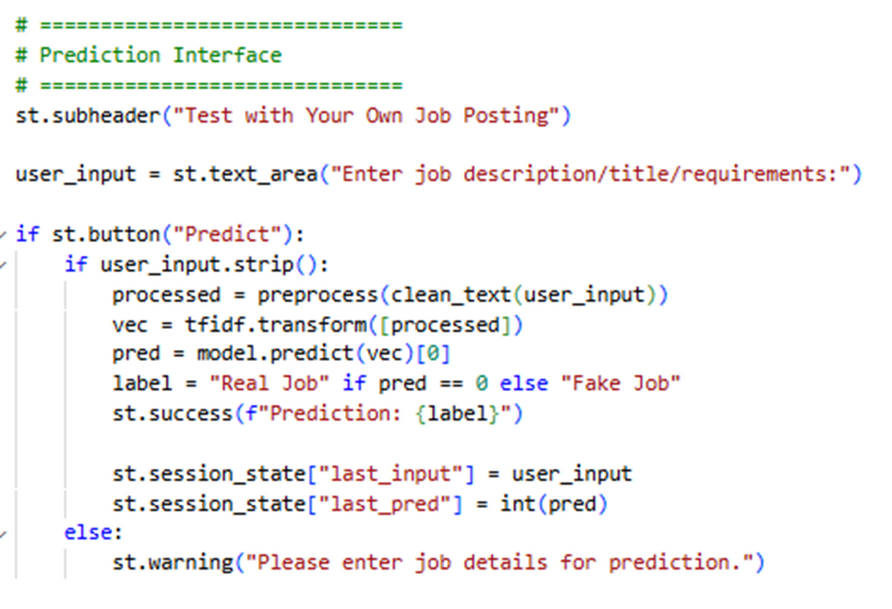 # ==============================
# Prediction Interface
# ==============================
st.subheader("Test with Your Own Job Posting")

user_input = st.text_area("Enter job description/title/requirements:")

if st.button("Predict"):
    if user_input.strip():
        processed = preprocess(clean_text(user_input))
        vec = tfidf.transform([processed])
        pred = model.predict(vec)[0]
        label = "Real Job" if pred == 0 else "Fake Job"
        st.success(f"Prediction: {label}")

        st.session_state["last_input"] = user_input
        st.session_state["last_pred"] = int(pred)
    else:
        st.warning("Please enter job details for prediction.")